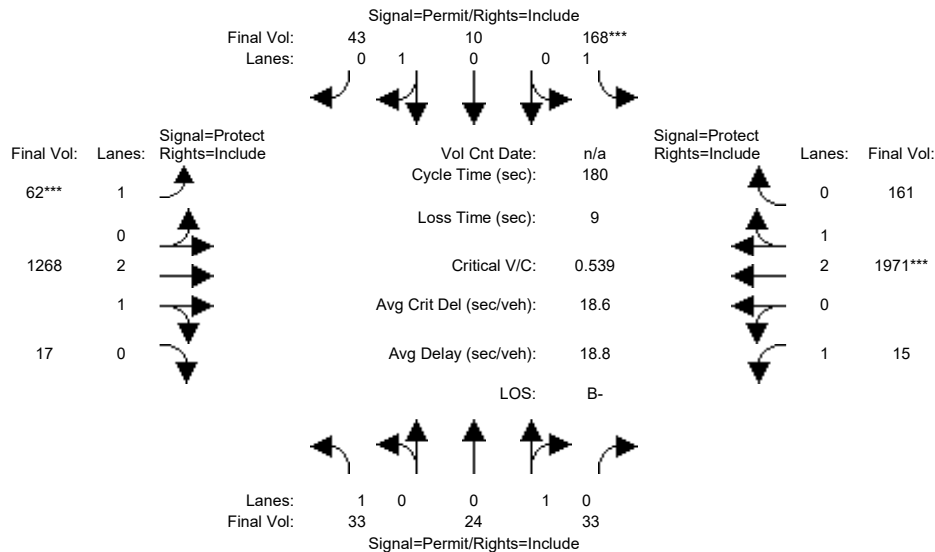 Signal=Permit/Rights=Include
Final Vol: 43 10 168***
Lanes: 0 1 0 0 1
Signal=Protect Signal=Protect
Final Vol: Lanes: Rights=Include Vol Cnt Date: n/a Rights=Include Lanes: Final Vol:
Cycle Time (sec): 180
62*** 1 0 161
Loss Time (sec): 9
0 1
1268 2 Critical V/C: 0.539 2 1971***
1 Avg Crit Del (sec/veh): 18.6 0
17 0 Avg Delay (sec/veh): 18.8 1 15
LOS: B-
Lanes: 1 0 0 1 0
Final Vol: 33 24 33
Signal=Permit/Rights=Include